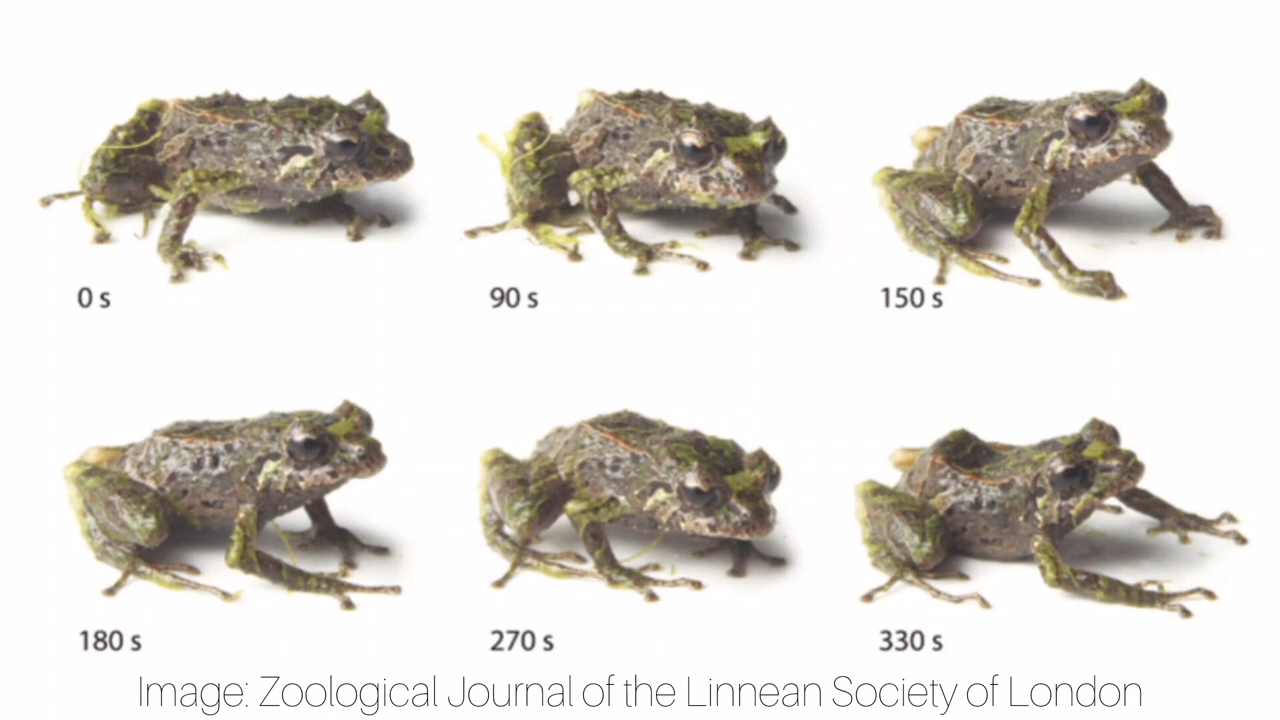 0 s
90 s
150 s
180 s
270 s
330 s
Image: Zoological Journal of the Linnean Society of London